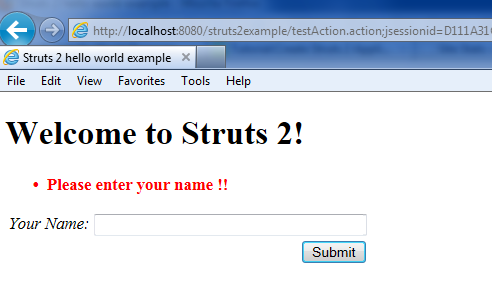 http://localhost:8080/struts2example/testAction.action;jsessionid=D111A31
Struts 2 hello world example
File Edit View Favorites Tools Help
Welcome to Struts 2!
• Please enter your name !!
Your Name:
Submit